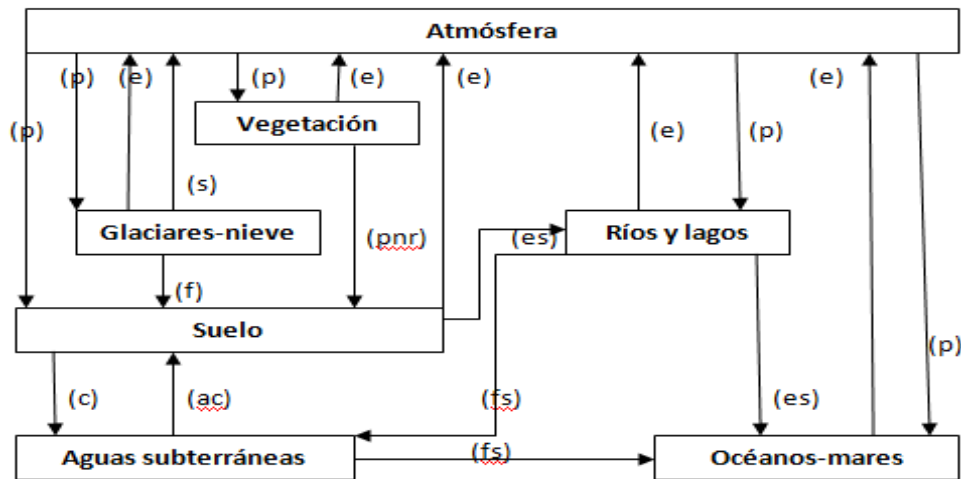 Atmósfera
(p) (e) (p) (e) (e) (e)
Vegetación
(p) (e) (p)
(s)
Glaciares-nieve (pnr) (es) Ríos y lagos
(f)
Suelo
(p)
(c) (ac) (fs) (es)
Aguas subterráneas (fs) Océanos-mares